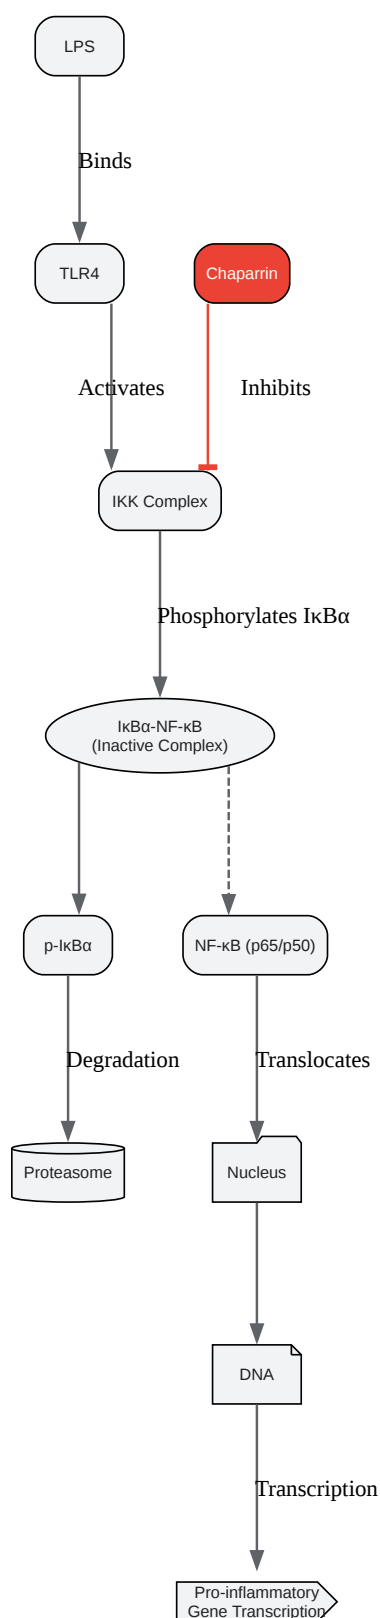 LPS
Binds
TLR4
Chaparrin
Activates
Inhibits
IKK Complex
Phosphorylates IκBα
IκBα-NF-κB
(Inactive Complex)
p-IκBα
NF-κB (p65/p50)
Degradation
Translocates
Proteasome
Nucleus
DNA
Transcription
Pro-inflammatory
Gene Transcription